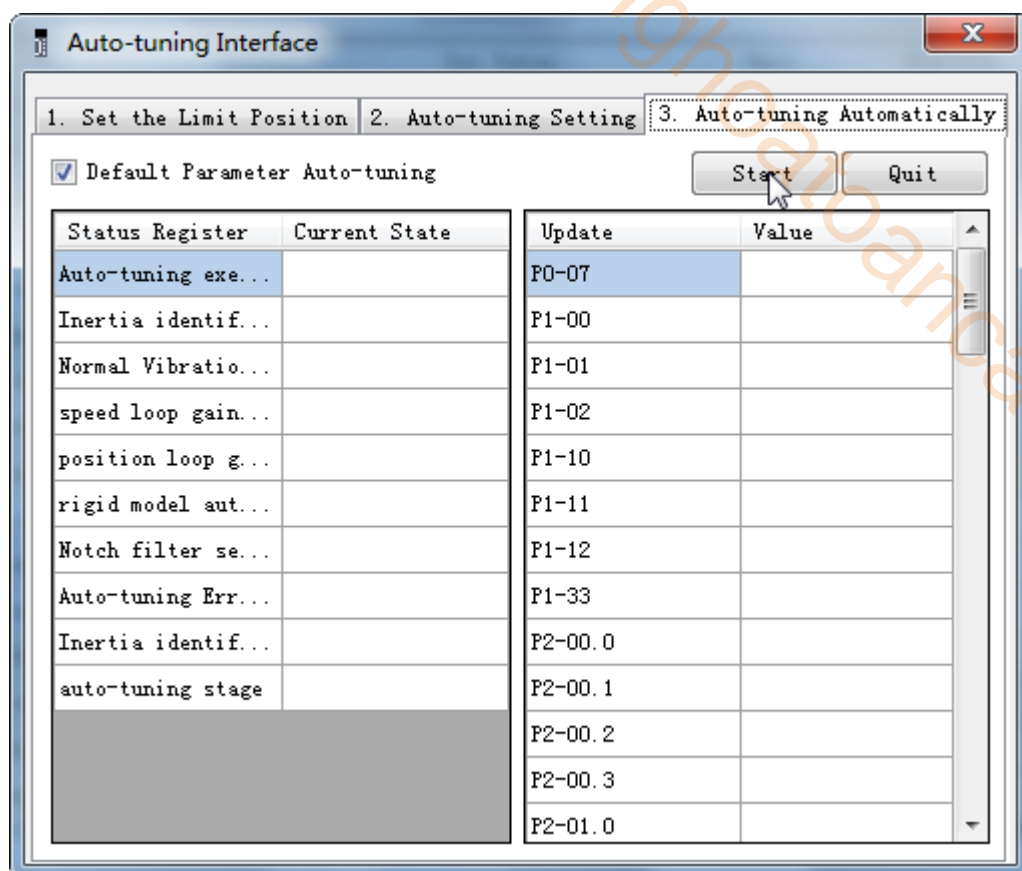 Auto-tuning Interface
1. Set the Limit Position 2. Auto-tuning Setting 3. Auto-tuning Automatically
Default Parameter Auto-tuning Start Quit
Status Register Current State Update Value
Auto-tuning exe... P0-07
Inertia identif... P1-00
Normal Vibratio... P1-01
speed loop gain... P1-02
position loop g... P1-10
rigid model aut... P1-11
Notch filter se... P1-12
Auto-tuning Err... P1-33
Inertia identif... P2-00.0
auto-tuning stage P2-00.1
P2-00.2
P2-00.3
P2-01.0